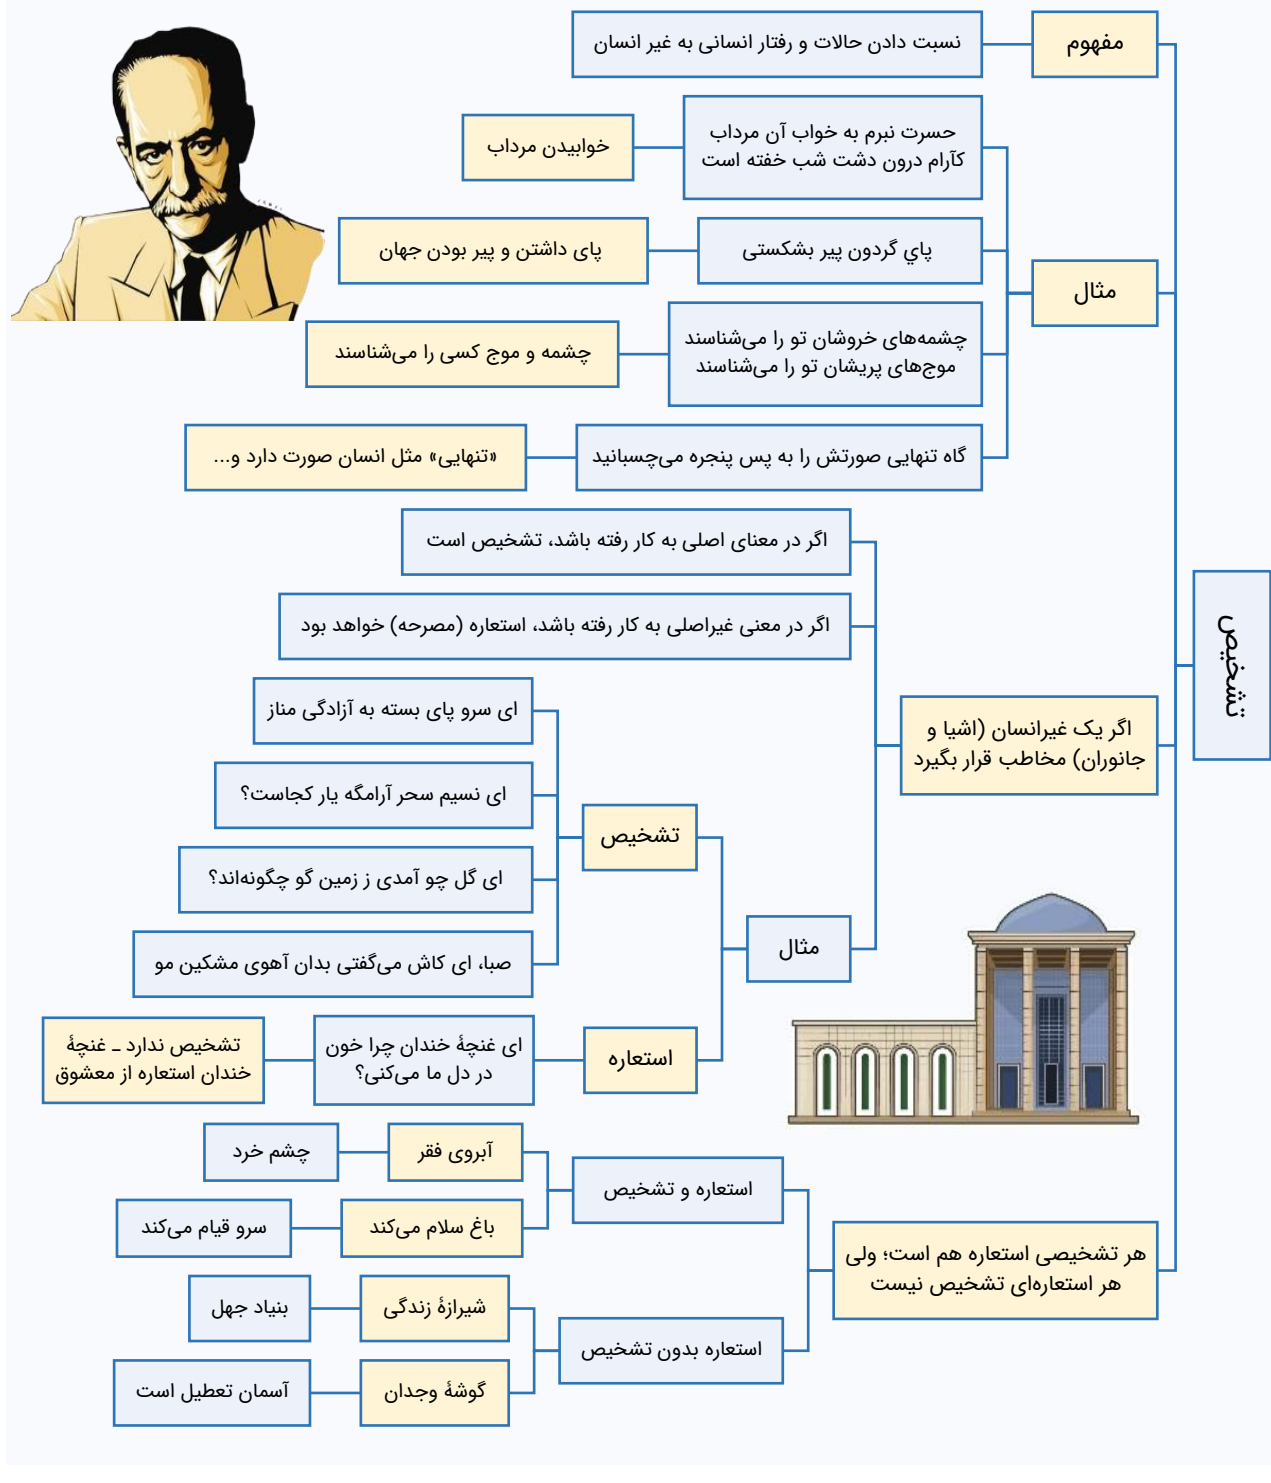 تشخیص
مفهوم
نسبت دادن حالات و رفتار انسانی به غیر انسان
مثال
حسرت نبرم به خواب آن مرداب
کآرام درون دشت شب خفته است
خوابیدن مرداب
پاي گردون پیر بشکستی
پای داشتن و پیر بودن جهان
چشمه‌های خروشان تو را می‌شناسند
موج‌های پریشان تو را می‌شناسند
چشمه و موج کسی را می‌شناسند
گاه تنهایی صورتش را به پس پنجره می‌چسبانید
«تنهایی» مثل انسان صورت دارد و...
اگر یک غیرانسان (اشیا و
جانوران) مخاطب قرار بگیرد
اگر در معنای اصلی به کار رفته باشد، تشخیص است
اگر در معنی غیراصلی به کار رفته باشد، استعاره (مصرحه) خواهد بود
مثال
تشخیص
ای سرو پای بسته به آزادگی مناز
ای نسیم سحر آرامگه یار کجاست؟
ای گل چو آمدی ز زمین گو چگونه‌اند؟
صبا، ای کاش می‌گفتی بدان آهوی مشکین مو
استعاره
ای غنچهٔ خندان چرا خون
در دل ما می‌کنی؟
تشخیص ندارد ـ غنچهٔ
خندان استعاره از معشوق
هر تشخیصی استعاره هم است؛ ولی
هر استعاره‌ای تشخیص نیست
استعاره و تشخیص
آبروی فقر
چشم خرد
باغ سلام می‌کند
سرو قیام می‌کند
استعاره بدون تشخیص
شیرازهٔ زندگی
بنیاد جهل
گوشهٔ وجدان
آسمان تعطیل است